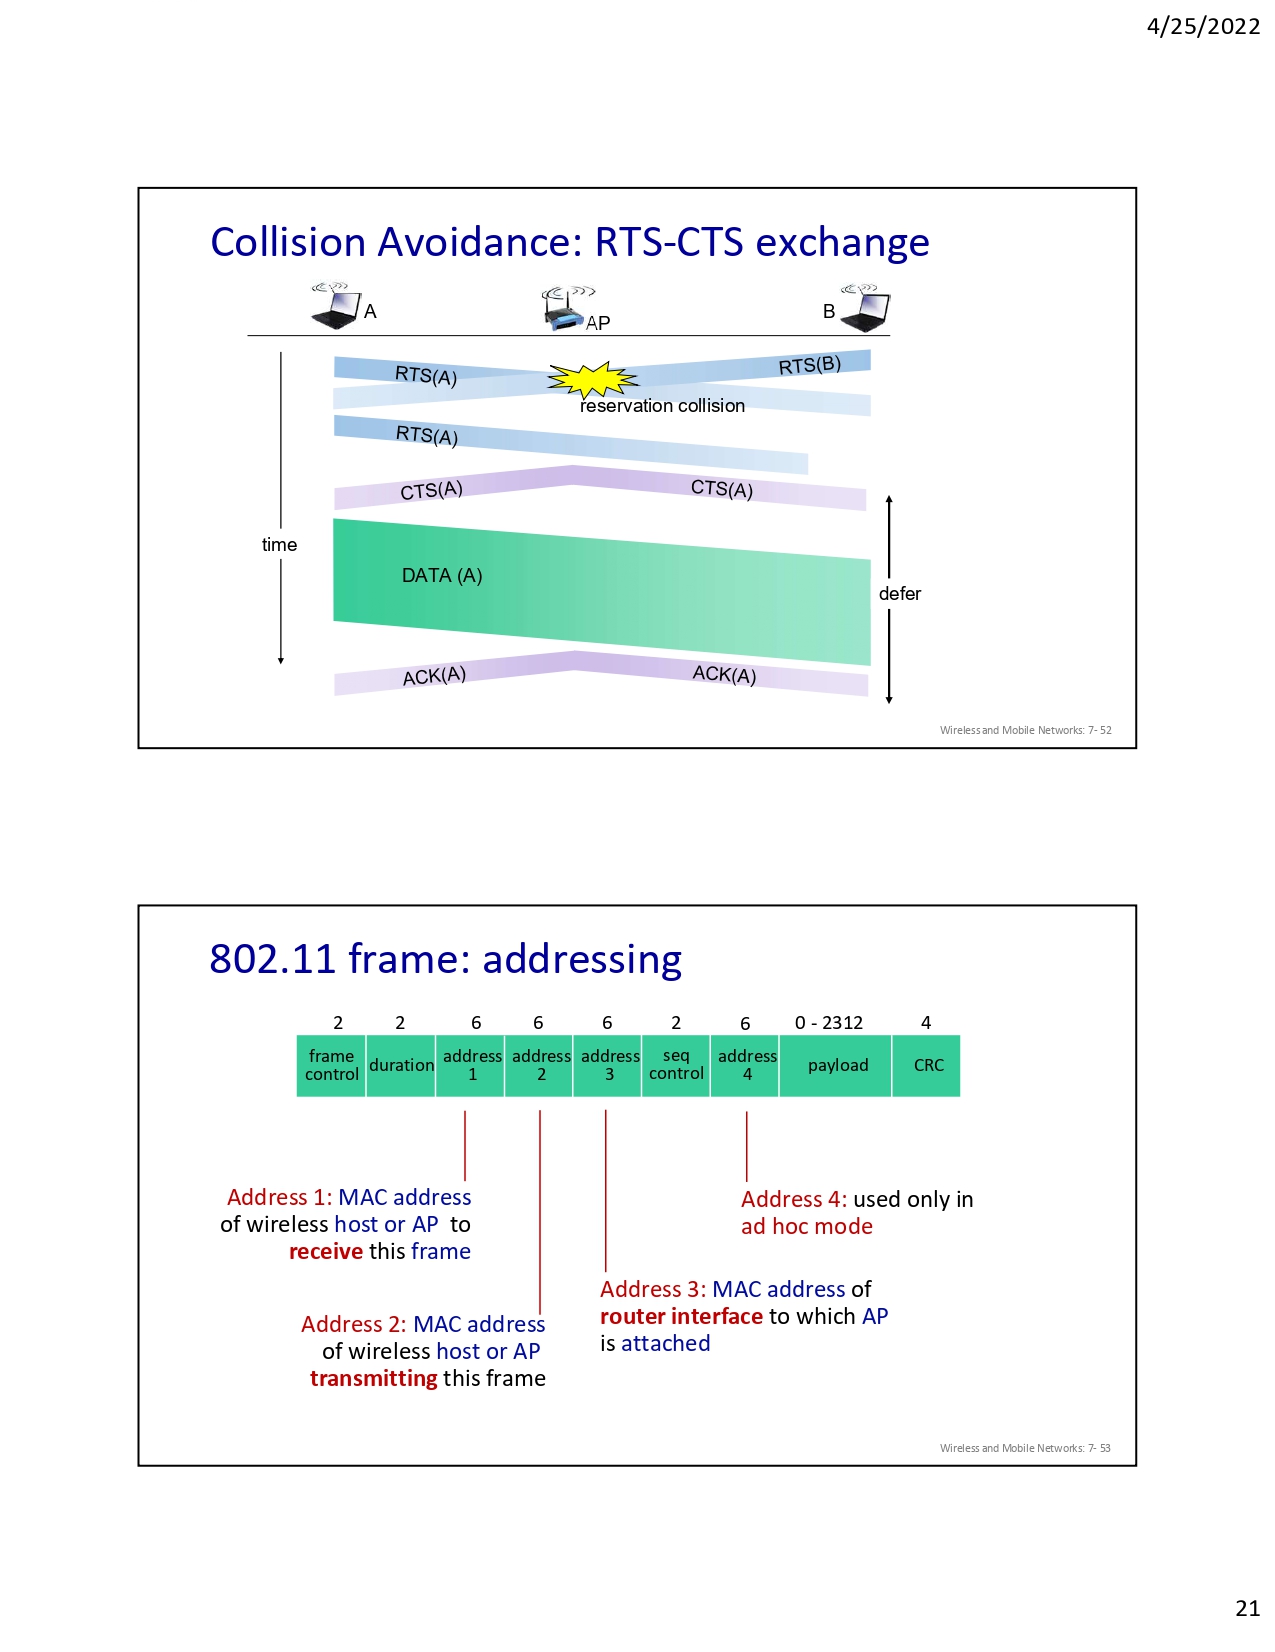 4/25/2022
Collision Avoidance: RTS-CTS exchange
A
AP
B
RTS(A)
RTS(B)
reservation collision
RTS(A)
CTS(A)
CTS(A)
time
DATA (A)
defer
ACK(A)
ACK(A)
Wireless and Mobile Networks: 7- 52
802.11 frame: addressing
2 2 6 6 6 2 6 0 - 2312 4
frame
control
duration
address
1
address
2
address
3
seq
control
address
4
payload
CRC
Address 1: MAC address
of wireless host or AP to
receive this frame
Address 2: MAC address
of wireless host or AP
transmitting this frame
Address 3: MAC address of
router interface to which AP
is attached
Address 4: used only in
ad hoc mode
Wireless and Mobile Networks: 7- 53
21